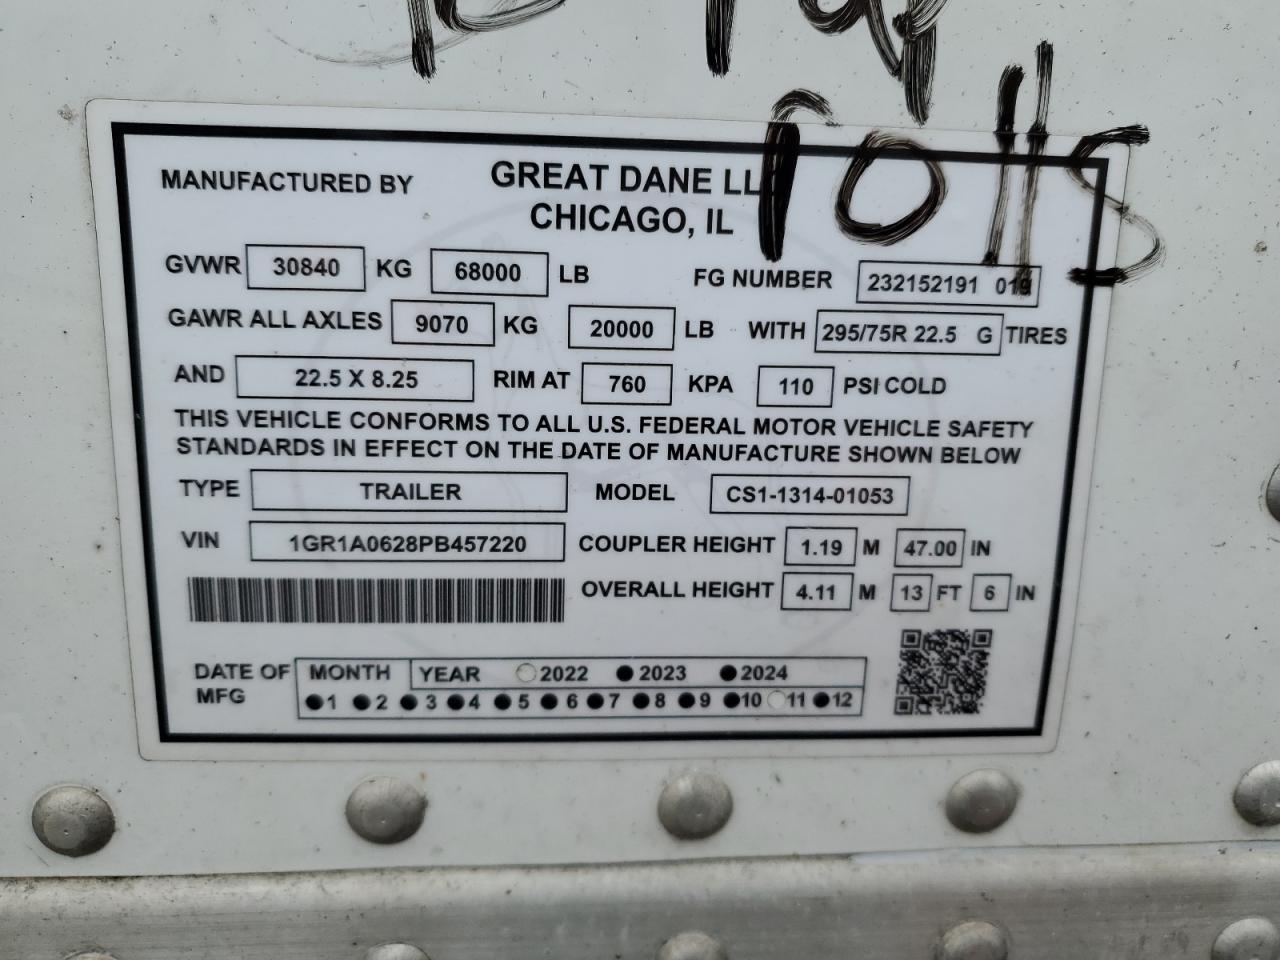 MANUFACTURED BY GREAT DANE LL
CHICAGO, IL
GVWR 30840 KG 68000 LB FG NUMBER 232152191 019
GAWR ALL AXLES 9070 KG 20000 LB WITH 295/75R 22.5 G TIRES
AND 22.5 X 8.25 RIM AT 760 KPA 110 PSI COLD
THIS VEHICLE CONFORMS TO ALL U.S. FEDERAL MOTOR VEHICLE SAFETY
STANDARDS IN EFFECT ON THE DATE OF MANUFACTURE SHOWN BELOW
TYPE TRAILER MODEL CS1-1314-01053
VIN 1GR1A0628PB457220 COUPLER HEIGHT 1.19 M 47.00 IN
OVERALL HEIGHT 4.11 M 13 FT 6 IN
DATE OF MFG MONTH YEAR 2022 2023 2024
1 2 3 4 5 6 7 8 9 10 11 12